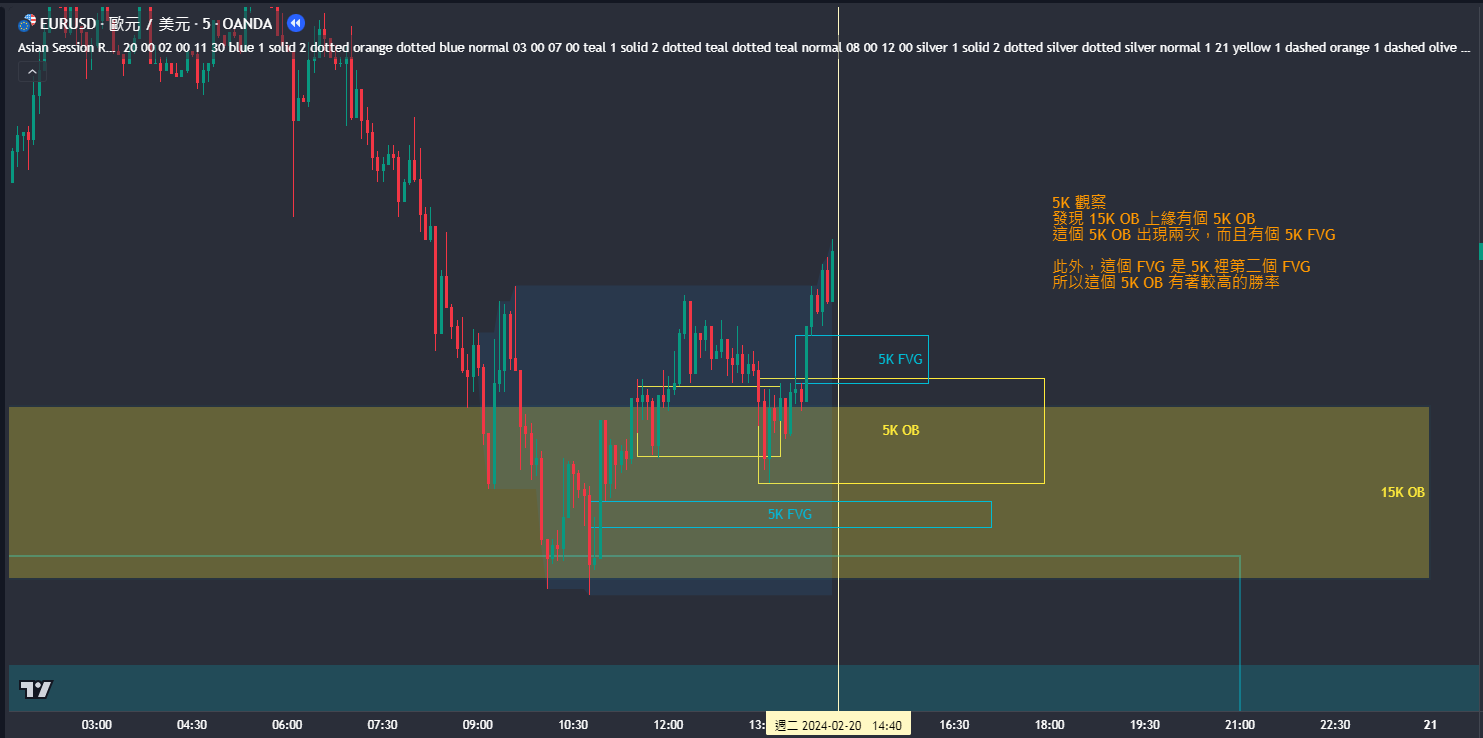 EURUSD · 歐元 / 美元 · 5 · OANDA
Asian Session R... 20 00 02 00 11 30 blue 1 solid 2 dotted orange dotted blue normal 03 00 07 00 teal 1 solid 2 dotted teal dotted teal normal 08 00 12 00 silver 1 solid 2 dotted silver dotted silver normal 1 21 yellow 1 dashed orange 1 dashed olive ...
5K 觀察
發現 15K OB 上緣有個 5K OB
這個 5K OB 出現兩次，而且有個 5K FVG
此外，這個 FVG 是 5K 裡第二個 FVG
所以這個 5K OB 有著較高的勝率
5K FVG
5K OB
15K OB
5K FVG
03:00 04:30 06:00 07:30 09:00 10:30 12:00 13: 週二 2024-02-20 14:40 16:30 18:00 19:30 21:00 22:30 21